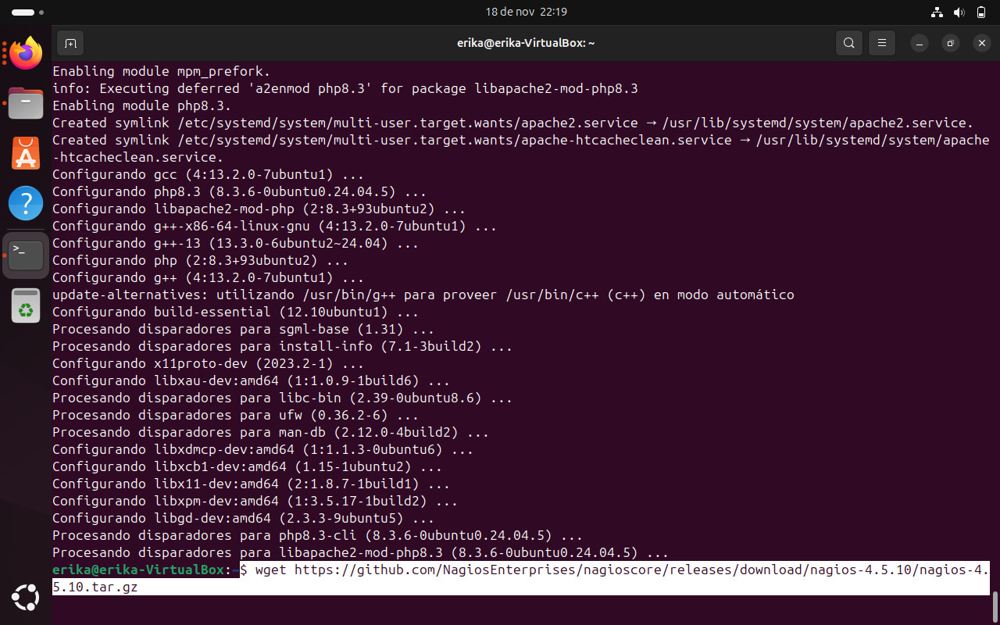 18 de nov 22:19
erika@erika-VirtualBox: ~
Enabling module mpm_prefork.
info: Executing deferred 'a2enmod php8.3' for package libapache2-mod-php8.3
Enabling module php8.3.
Created symlink /etc/systemd/system/multi-user.target.wants/apache2.service → /usr/lib/systemd/system/apache2.service.
Created symlink /etc/systemd/system/multi-user.target.wants/apache-htcacheclean.service → /usr/lib/systemd/system/apache
-htcacheclean.service.
Configurando gcc (4:13.2.0-7ubuntu1) ...
Configurando php8.3 (8.3.6-0ubuntu0.24.04.5) ...
Configurando libapache2-mod-php (2:8.3+93ubuntu2) ...
Configurando g++-x86-64-linux-gnu (4:13.2.0-7ubuntu1) ...
Configurando g++-13 (13.3.0-6ubuntu2~24.04) ...
Configurando php (2:8.3+93ubuntu2) ...
Configurando g++ (4:13.2.0-7ubuntu1) ...
update-alternatives: utilizando /usr/bin/g++ para proveer /usr/bin/c++ (c++) en modo automático
Configurando build-essential (12.10ubuntu1) ...
Procesando disparadores para sgml-base (1.31) ...
Procesando disparadores para install-info (7.1-3build2) ...
Configurando x11proto-dev (2023.2-1) ...
Configurando libxau-dev:amd64 (1:1.0.9-1build6) ...
Procesando disparadores para libc-bin (2.39-0ubuntu8.6) ...
Procesando disparadores para ufw (0.36.2-6) ...
Procesando disparadores para man-db (2.12.0-4build2) ...
Configurando libxdmcp-dev:amd64 (1:1.1.3-0ubuntu6) ...
Configurando libxcb1-dev:amd64 (1.15-1ubuntu2) ...
Configurando libx11-dev:amd64 (2:1.8.7-1build1) ...
Configurando libxpm-dev:amd64 (1:3.5.17-1build2) ...
Configurando libgd-dev:amd64 (2.3.3-9ubuntu5) ...
Procesando disparadores para php8.3-cli (8.3.6-0ubuntu0.24.04.5) ...
Procesando disparadores para libapache2-mod-php8.3 (8.3.6-0ubuntu0.24.04.5) ...
erika@erika-VirtualBox:~$ wget https://github.com/NagiosEnterprises/nagioscore/releases/download/nagios-4.5.10/nagios-4.
5.10.tar.gz